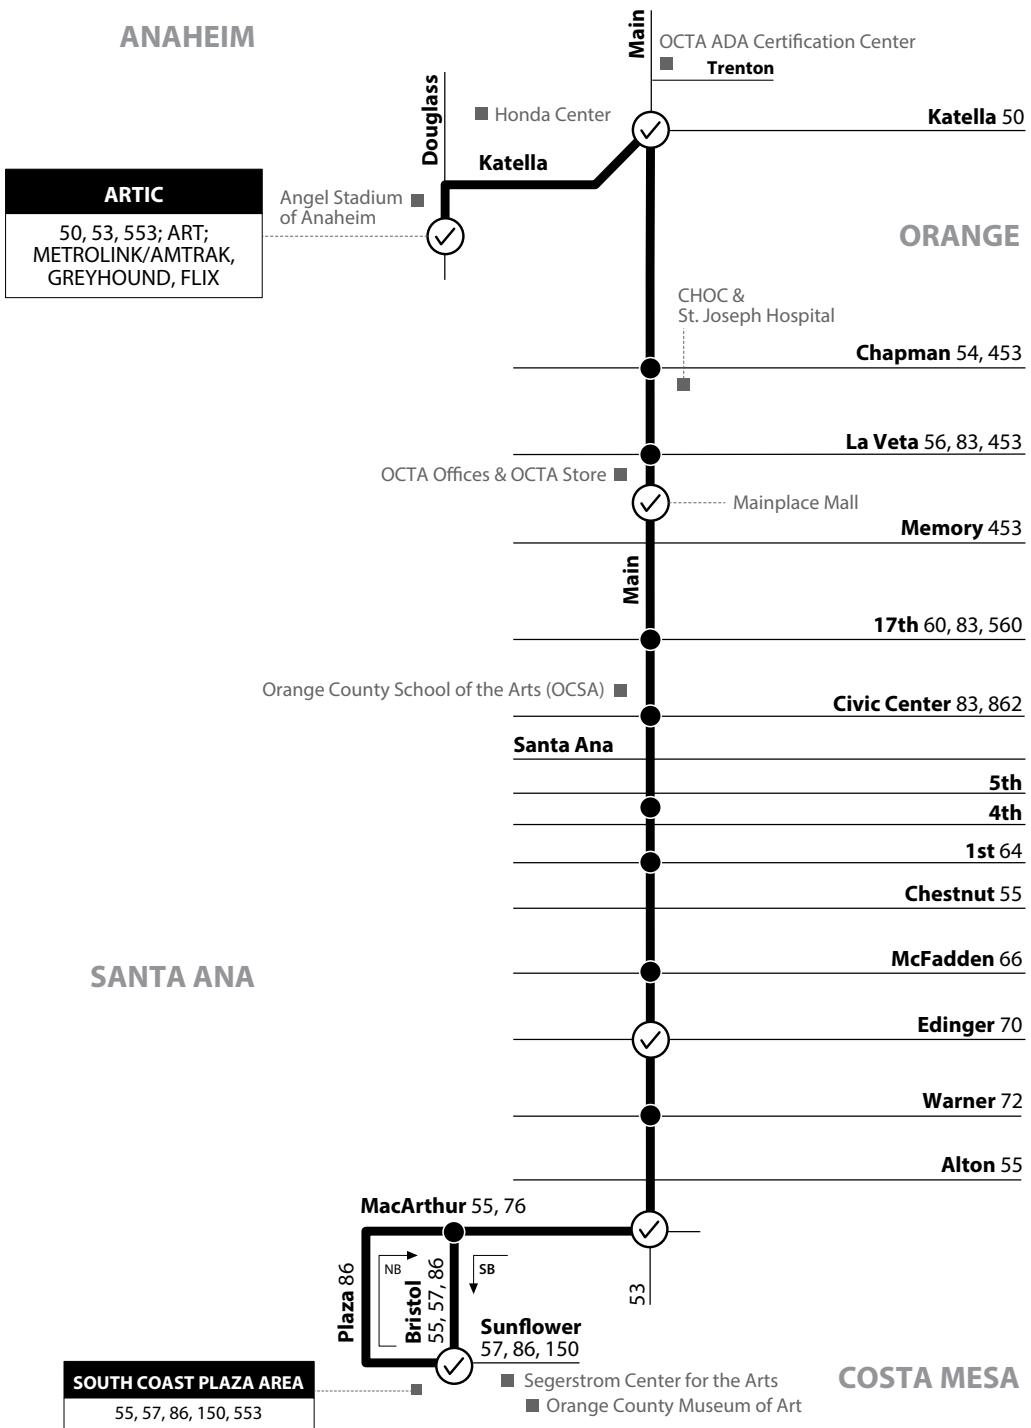 ANAHEIM
Main
OCTA ADA Certification Center
Trenton
Douglass
Honda Center
Katella 50
Katella
ARTIC
50, 53, 553; ART;
METROLINK/AMTRAK,
GREYHOUND, FLIX
Angel Stadium
of Anaheim
ORANGE
CHOC &
St. Joseph Hospital
Chapman 54, 453
La Veta 56, 83, 453
OCTA Offices & OCTA Store
Mainplace Mall
Memory 453
Main
17th 60, 83, 560
Orange County School of the Arts (OCSA)
Civic Center 83, 862
Santa Ana
5th
4th
1st 64
Chestnut 55
SANTA ANA
McFadden 66
Edinger 70
Warner 72
Alton 55
MacArthur 55, 76
Plaza 86
NB
Bristol
55, 57, 86
SB
53
Sunflower
57, 86, 150
SOUTH COAST PLAZA AREA
55, 57, 86, 150, 553
Segerstrom Center for the Arts
Orange County Museum of Art
COSTA MESA